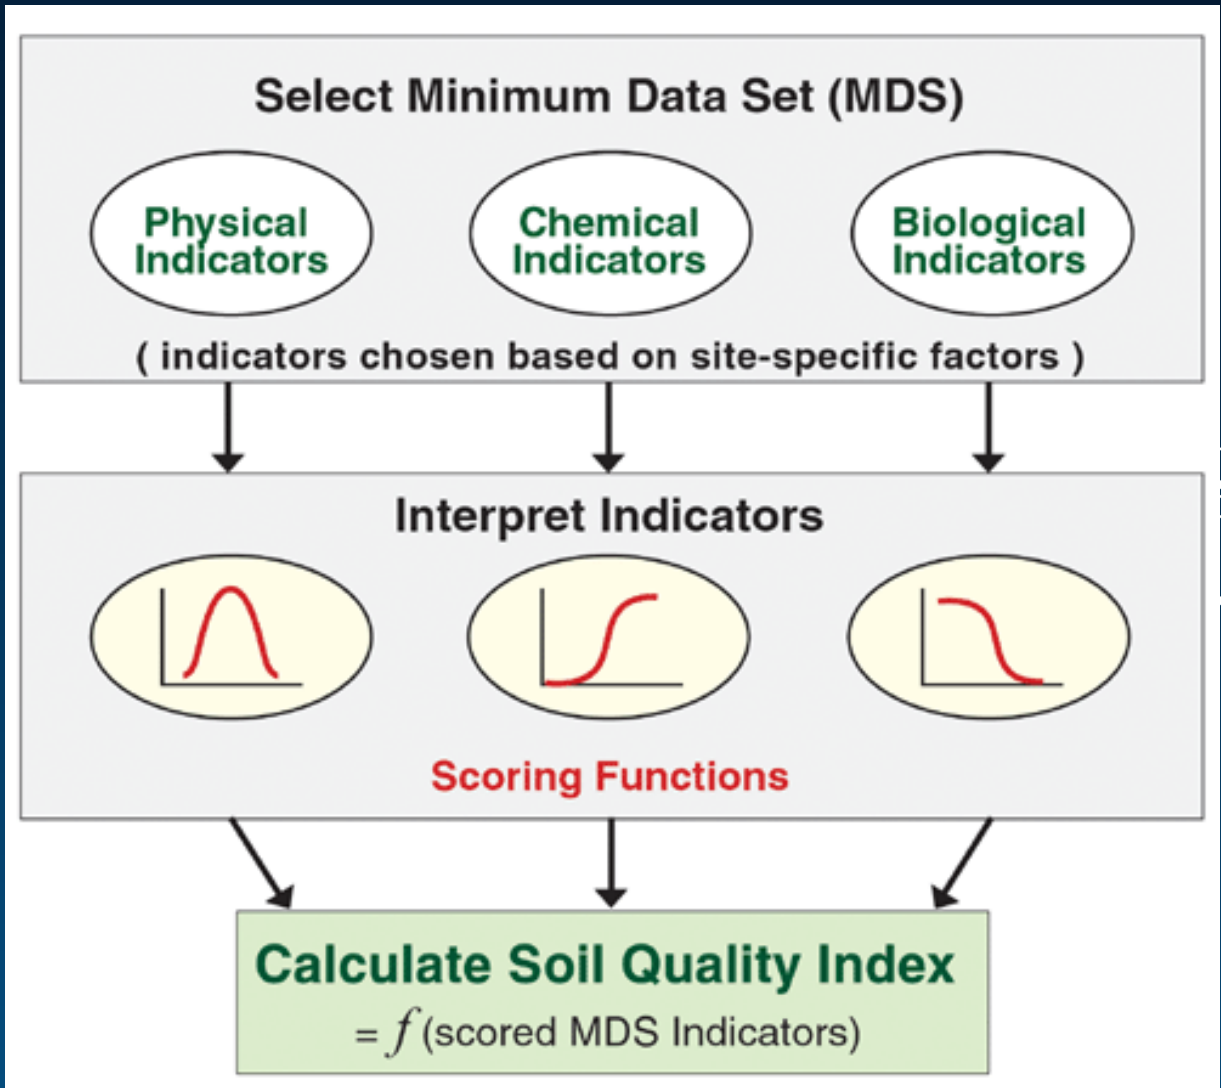 Select Minimum Data Set (MDS)
Physical
Indicators
Chemical
Indicators
Biological
Indicators
( indicators chosen based on site-specific factors )
Interpret Indicators
Scoring Functions
Calculate Soil Quality Index
= f (scored MDS Indicators)